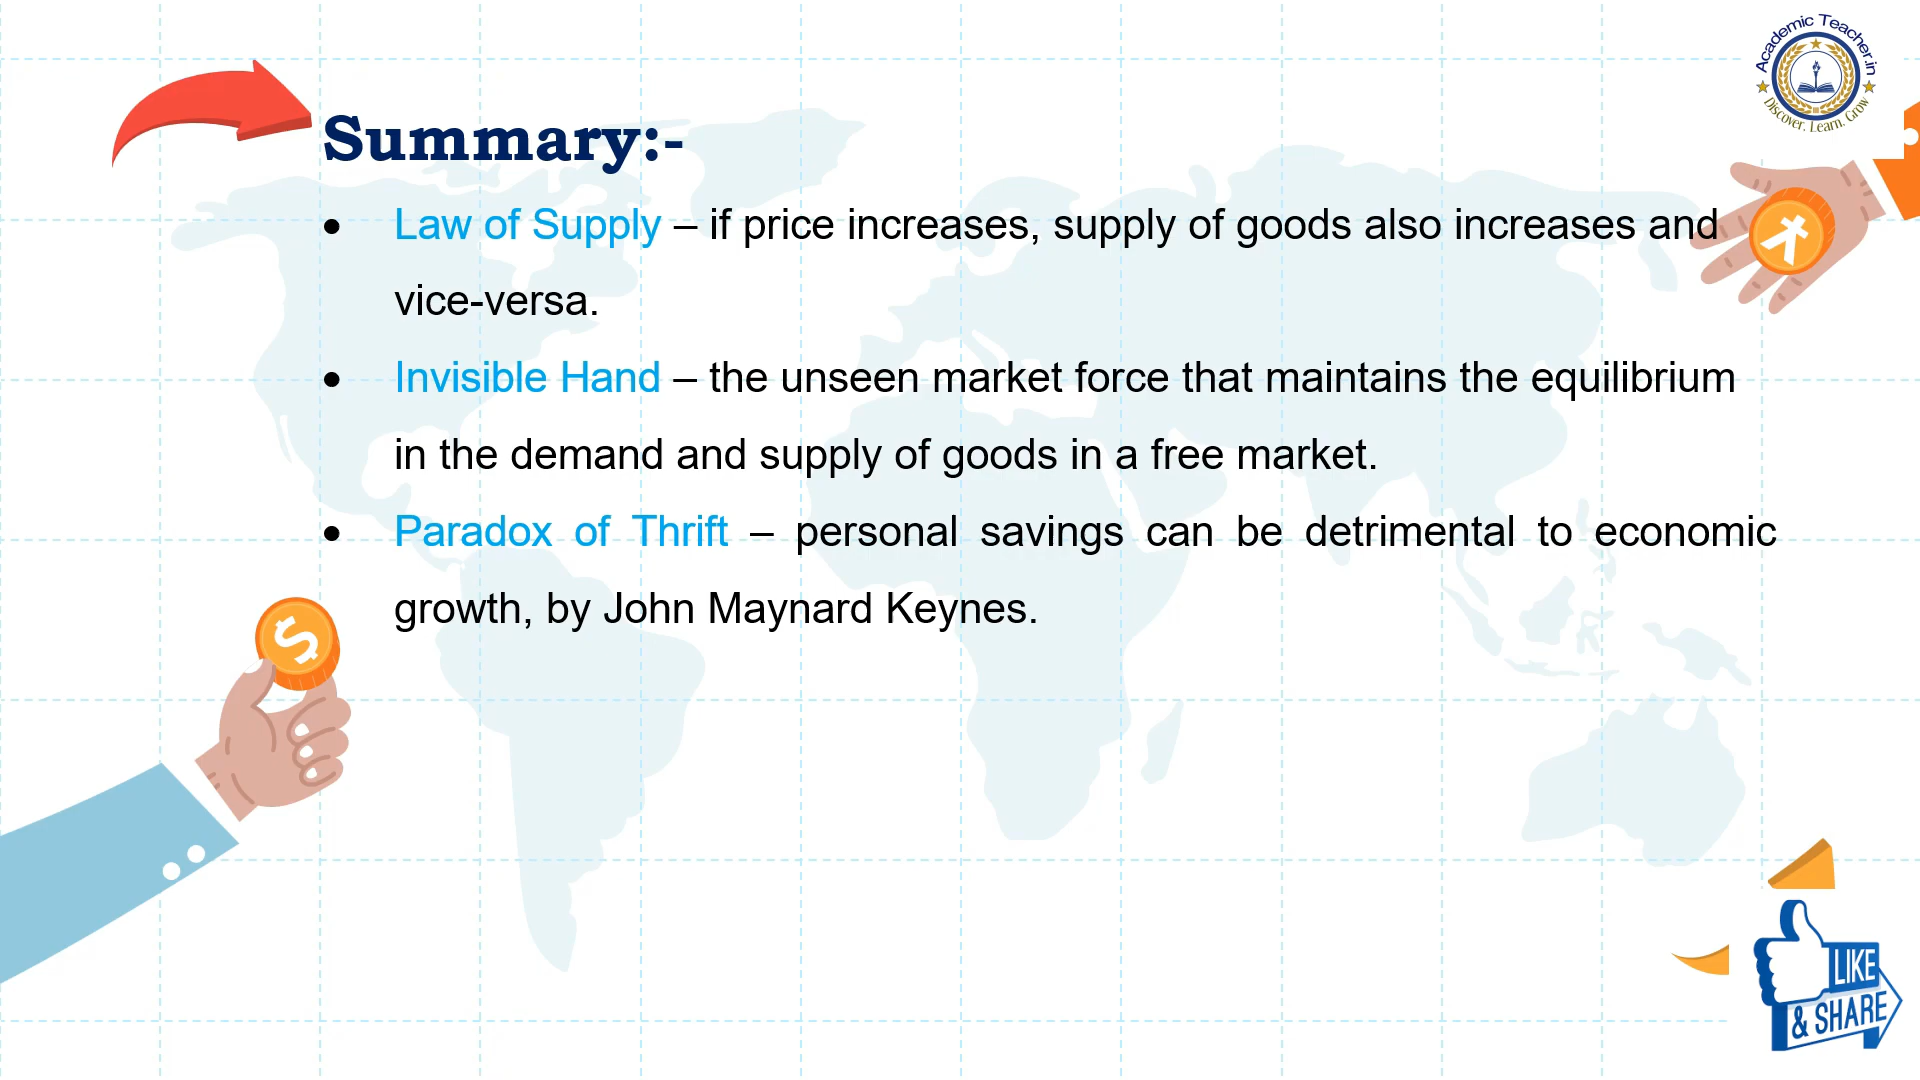 Academic Teacher.in
Discover. Learn. Grow
Summary:-
• Law of Supply – if price increases, supply of goods also increases and
vice-versa.
• Invisible Hand – the unseen market force that maintains the equilibrium
in the demand and supply of goods in a free market.
• Paradox of Thrift – personal savings can be detrimental to economic
growth, by John Maynard Keynes.
$
LIKE
& SHARE